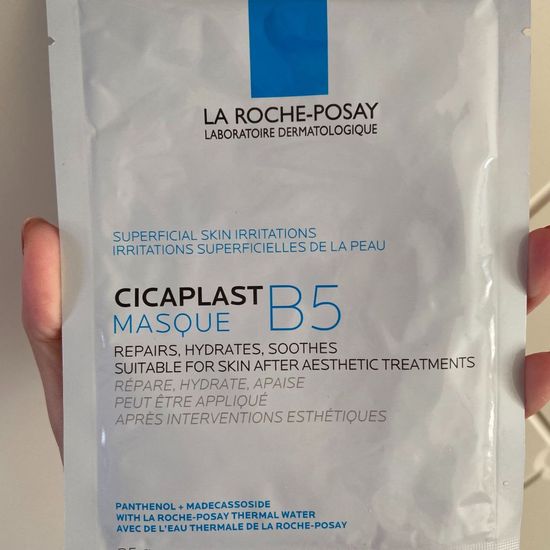 LA ROCHE-POSAY
LABORATOIRE DERMATOLOGIQUE
SUPERFICIAL SKIN IRRITATIONS
IRRITATIONS SUPERFICIELLES DE LA PEAU
CICAPLAST B5
MASQUE
REPAIRS, HYDRATES, SOOTHES
SUITABLE FOR SKIN AFTER AESTHETIC TREATMENTS
RÉPARE, HYDRATE, APAISE
PEUT ÊTRE APPLIQUÉ
APRÈS INTERVENTIONS ESTHÉTIQUES
PANTHENOL + MADECASSOSIDE
WITH LA ROCHE-POSAY THERMAL WATER
AVEC DE L'EAU THERMALE DE LA ROCHE-POSAY